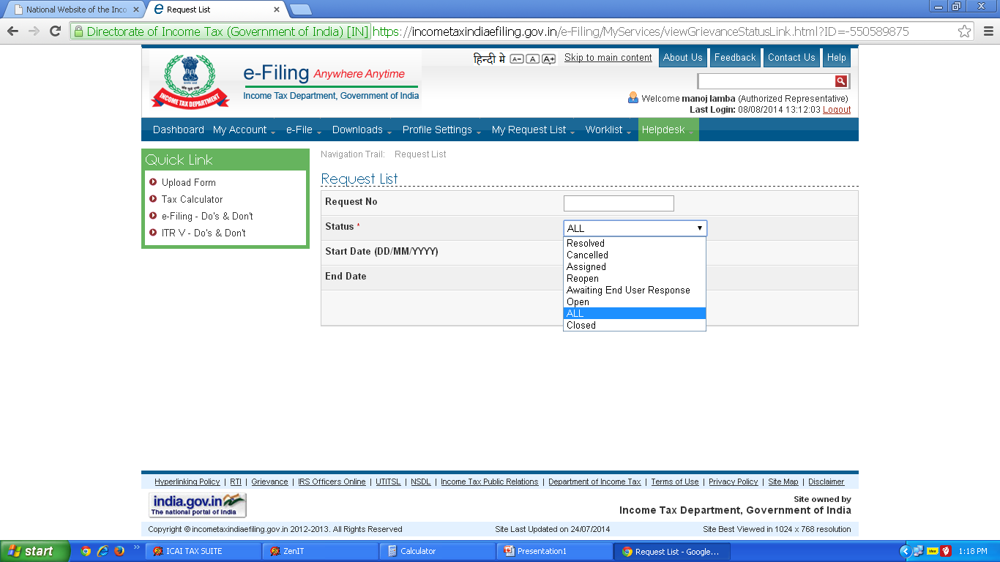 National Website of the Inco
Request List
Directorate of Income Tax (Government of India) [IN] https://incometaxindiaefiling.gov.in/e-Filing/MyServices/viewGrievanceStatusLink.html?ID=-550589875
हिन्दी मे A- A A+ Skip to main content About Us Feedback Contact Us Help
e-Filing Anywhere Anytime
Income Tax Department, Government of India
INCOME TAX DEPARTMENT
Welcome manoj lamba (Authorized Representative)
Last Login: 08/08/2014 13:12:03 Logout
Dashboard My Account e-File Downloads Profile Settings My Request List Worklist Helpdesk
Quick Link
Upload Form
Tax Calculator
e-Filing - Do's & Don't
ITR V - Do's & Don't
Navigation Trail: Request List
Request List
Request No
Status * ALL
Start Date (DD/MM/YYYY)
End Date
Resolved
Cancelled
Assigned
Reopen
Awaiting End User Response
Open
ALL
Closed
Hyperlinking Policy | RTI | Grievance | IRS Officers Online | UTITSL | NSDL | Income Tax Public Relations | Department of Income Tax | Terms of Use | Privacy Policy | Site Map | Disclaimer
india.gov.in
The national portal of India
Site owned by
Income Tax Department, Government of India
Copyright © incometaxindiaefiling.gov.in 2012-2013. All Rights Reserved Site Last Updated on 24/07/2014 Site Best Viewed in 1024 x 768 resolution
start ICAI TAX SUITE ZenIT Calculator Presentation1 Request List - Google... 1:18 PM